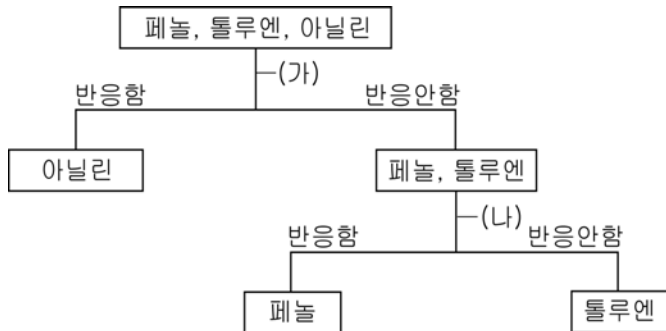 페놀, 톨루엔, 아닐린
(가)
반응함
반응안함
아닐린
페놀, 톨루엔
(나)
반응함
반응안함
페놀
톨루엔